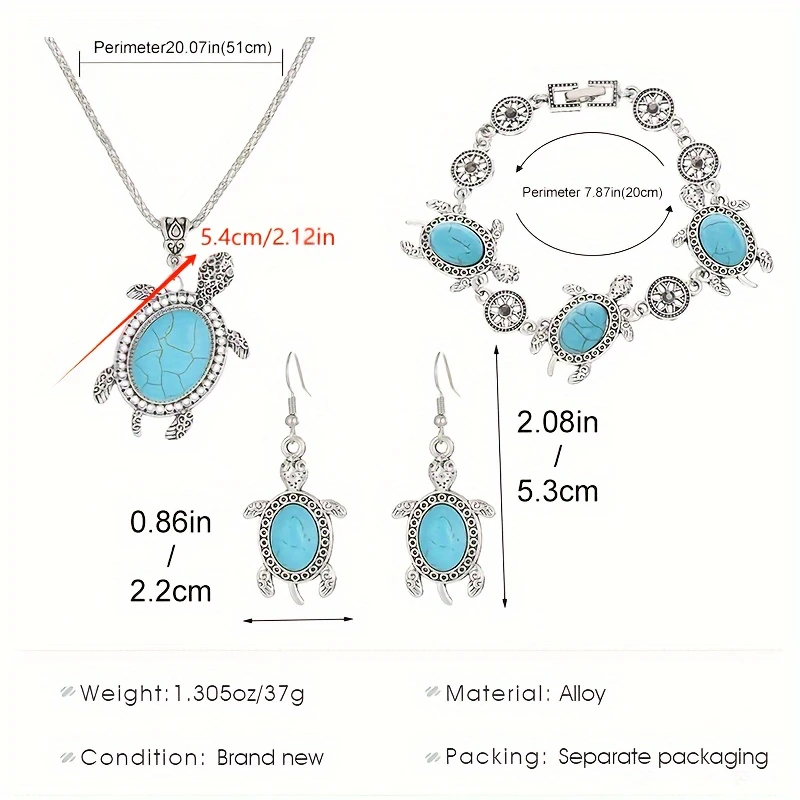 Perimeter20.07in(51cm)
5.4cm/2.12in
Perimeter 7.87in(20cm)
2.08in
/
5.3cm
0.86in
/
2.2cm
Weight:1.305oz/37g
Material: Alloy
Condition: Brand new
Packing: Separate packaging